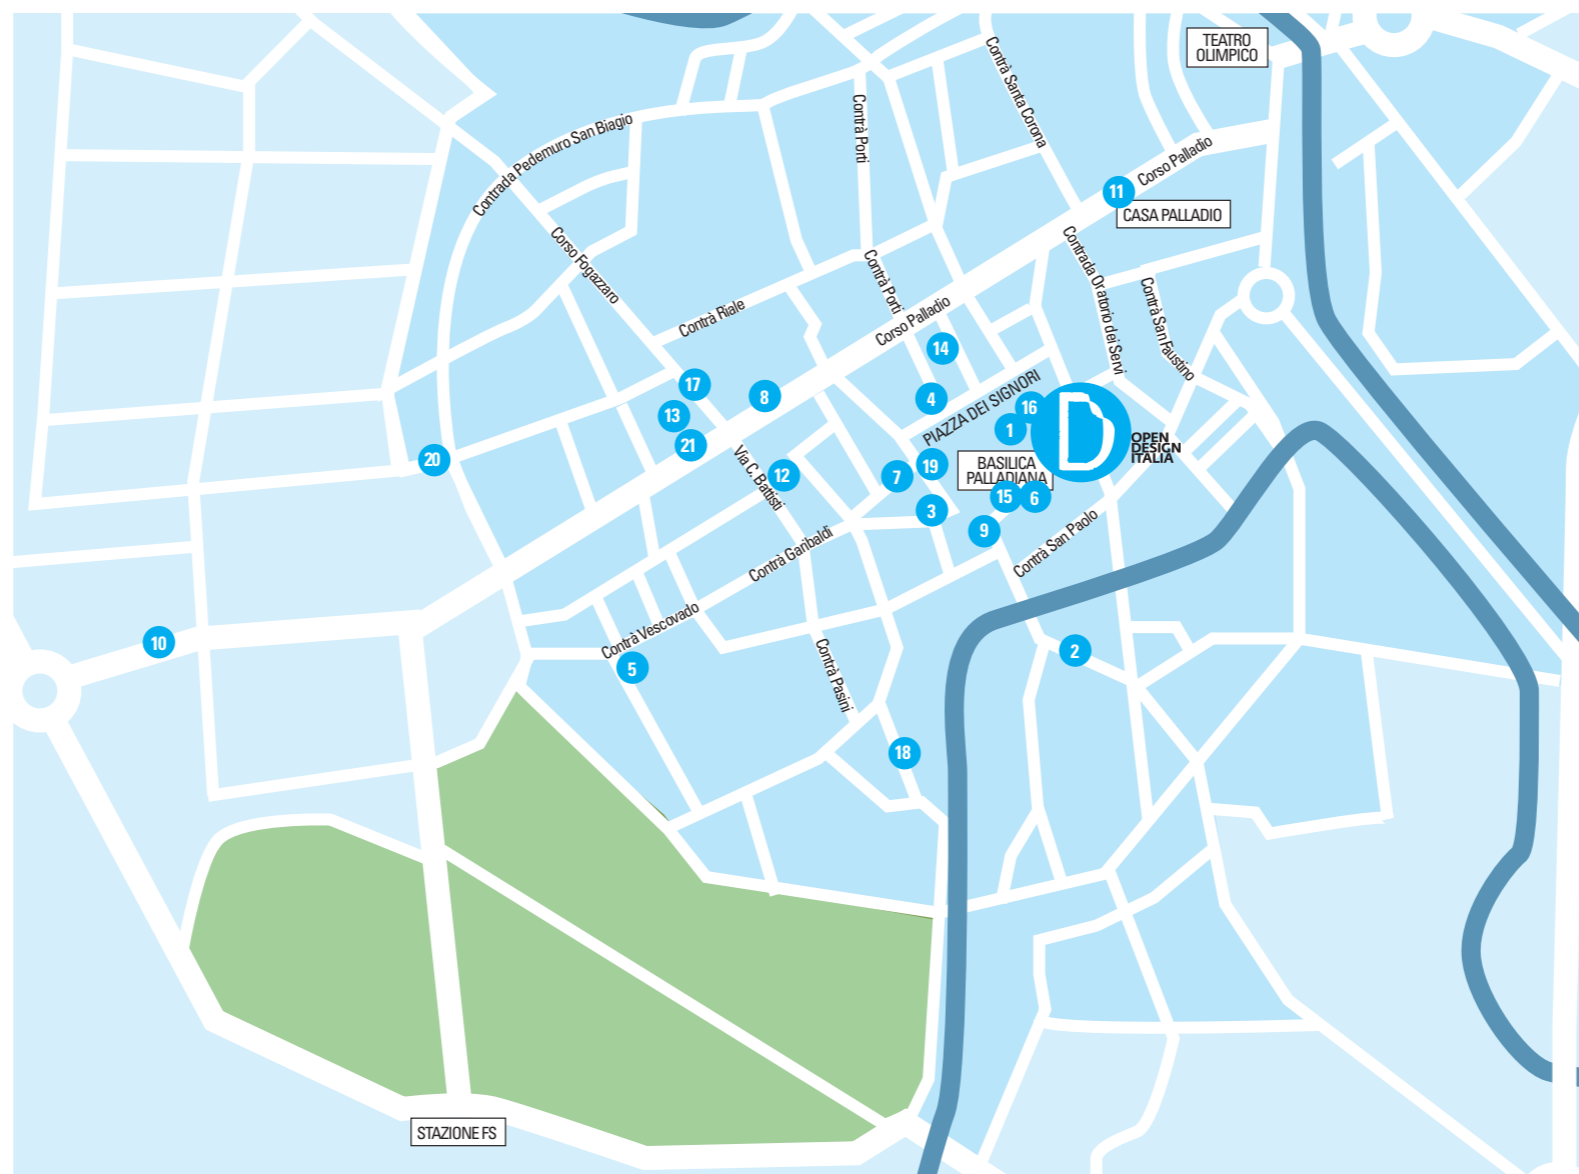 TEATRO
OLIMPICO
Contrà Santa Corona
Contrà Porti
Contrada Pedemuro San Biagio
Corso Palladio
11
CASA PALLADIO
Corso Fogazzaro
Contrà Porti
Contrada Oratorio dei Servi
Contrà San Faustino
Contrà Riale
Corso Palladio
14
17
8
4
PIAZZA DEI SIGNORI
16
13
1
D
OPEN
DESIGN
ITALIA
21
20
Via C. Battisti
12
7
19
BASILICA
PALLADIANA
15
6
3
9
Contrà Garibaldi
Contrà San Paolo
10
Contrà Vescovado
5
Contrà Pasini
2
18
STAZIONE FS